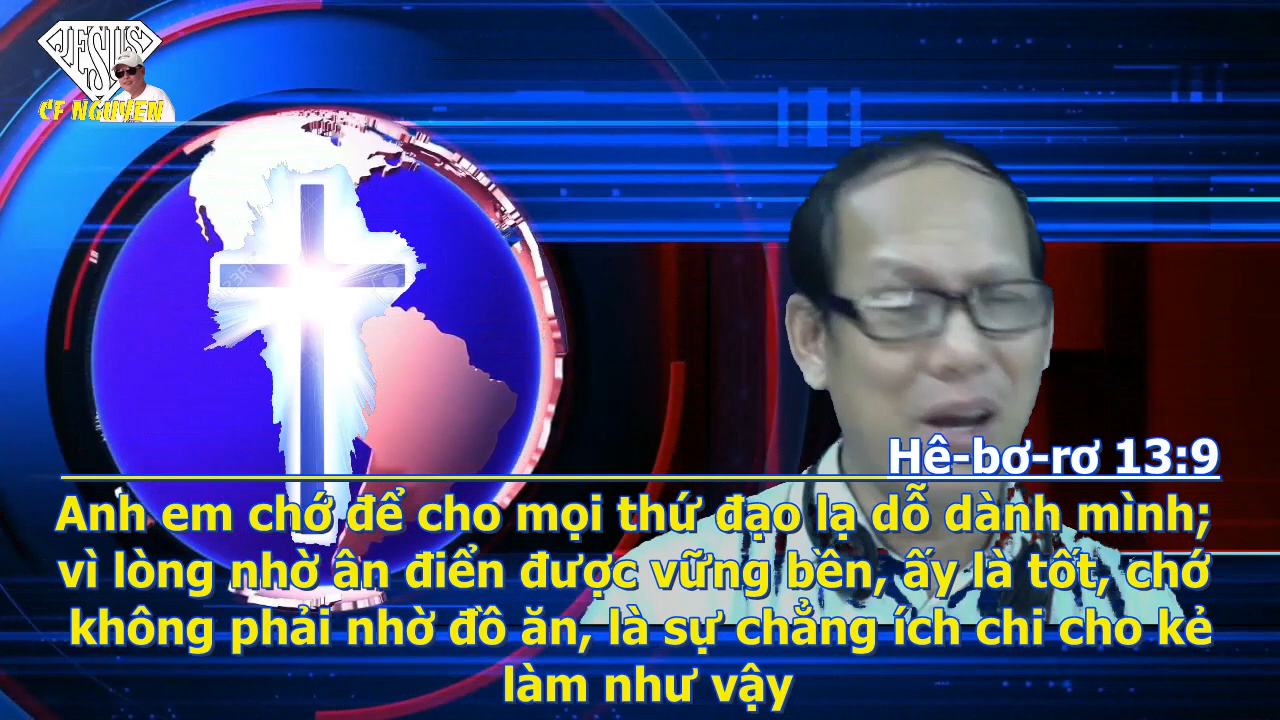 JESUS
CF NGUYEN
Hê-bơ-rơ 13:9
Anh em chớ để cho mọi thứ đạo lạ dỗ dành mình;
vì lòng nhờ ân điển được vững bền, ấy là tốt, chớ
không phải nhờ đồ ăn, là sự chẳng ích chi cho kẻ
làm như vậy